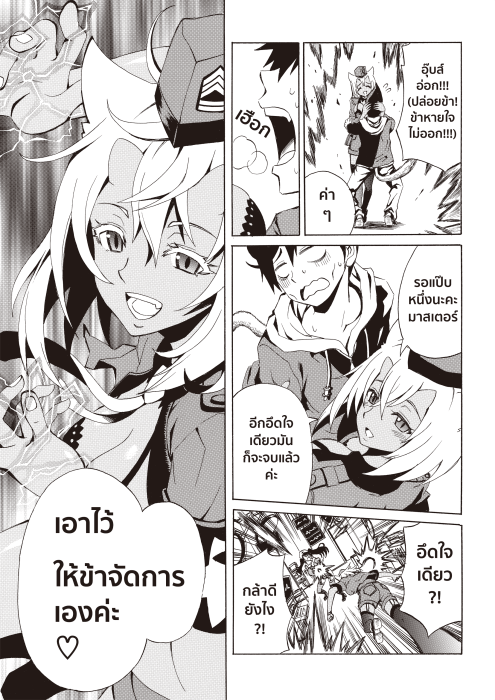 อุ๊บส์
อ่อก!!!
(ปล่อยข้า!
ข้าหายใจ
ไม่ออก!!!)
เฮือก
ค่า
ๆ
รอแป๊บ
หนึ่งนะคะ
มาสเตอร์
อีกอึดใจ
เดียวมัน
ก็จะจบแล้ว
ค่ะ
อึดใจ
เดียว
?!
กล้าดี
ยังไง
?!
เอาไว้
ให้ข้าจัดการ
เองค่ะ
♡